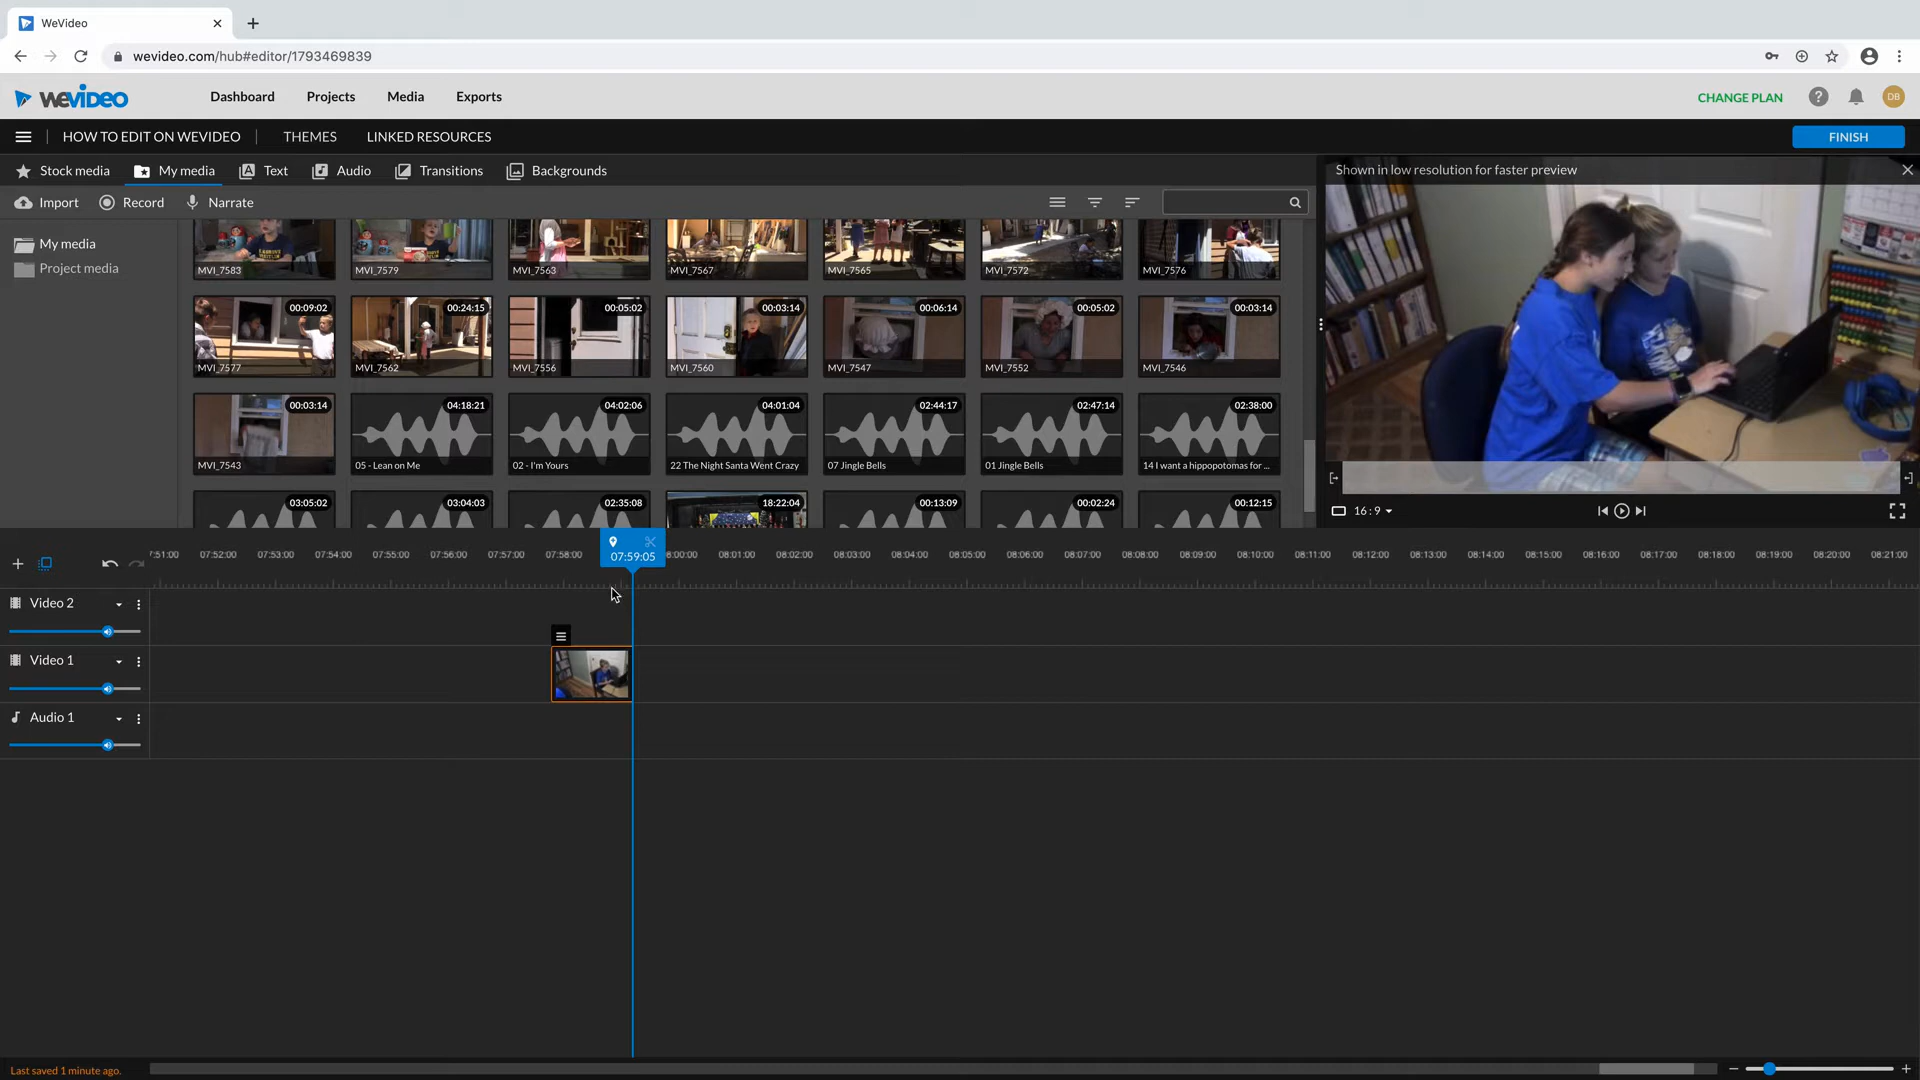 WeVideo
wevideo.com/hub#editor/1793469839
WEVIDEO Dashboard Projects Media Exports CHANGE PLAN ? DB
HOW TO EDIT ON WEVIDEO THEMES LINKED RESOURCES FINISH
Stock media My media Text Audio Transitions Backgrounds
Shown in low resolution for faster preview
Import Record Narrate
My media
Project media
MVI_7583 MVI_7579 MVI_7563 MVI_7567 MVI_7565 MVI_7572 MVI_7576
00:09:02 00:24:15 00:05:02 00:03:14 00:06:14 00:05:02 00:03:14
MVI_7577 MVI_7562 MVI_7556 MVI_7560 MVI_7547 MVI_7552 MVI_7546
00:03:14 04:18:21 04:02:06 04:01:04 02:44:17 02:47:14 02:38:00
MVI_7543 05 - Lean on Me 02 - I'm Yours 22 The Night Santa Went Crazy 07 Jingle Bells 01 Jingle Bells 14 I want a hippopotomas for ...
03:05:02 03:04:03 02:35:08 18:22:04 00:13:09 00:02:24 00:12:15
16 : 9
07:59:05
:51:00 07:52:00 07:53:00 07:54:00 07:55:00 07:56:00 07:57:00 07:58:00 8:00:00 08:01:00 08:02:00 08:03:00 08:04:00 08:05:00 08:06:00 08:07:00 08:08:00 08:09:00 08:10:00 08:11:00 08:12:00 08:13:00 08:14:00 08:15:00 08:16:00 08:17:00 08:18:00 08:19:00 08:20:00 08:21:00
Video 2
Video 1
Audio 1
Last saved 1 minute ago.